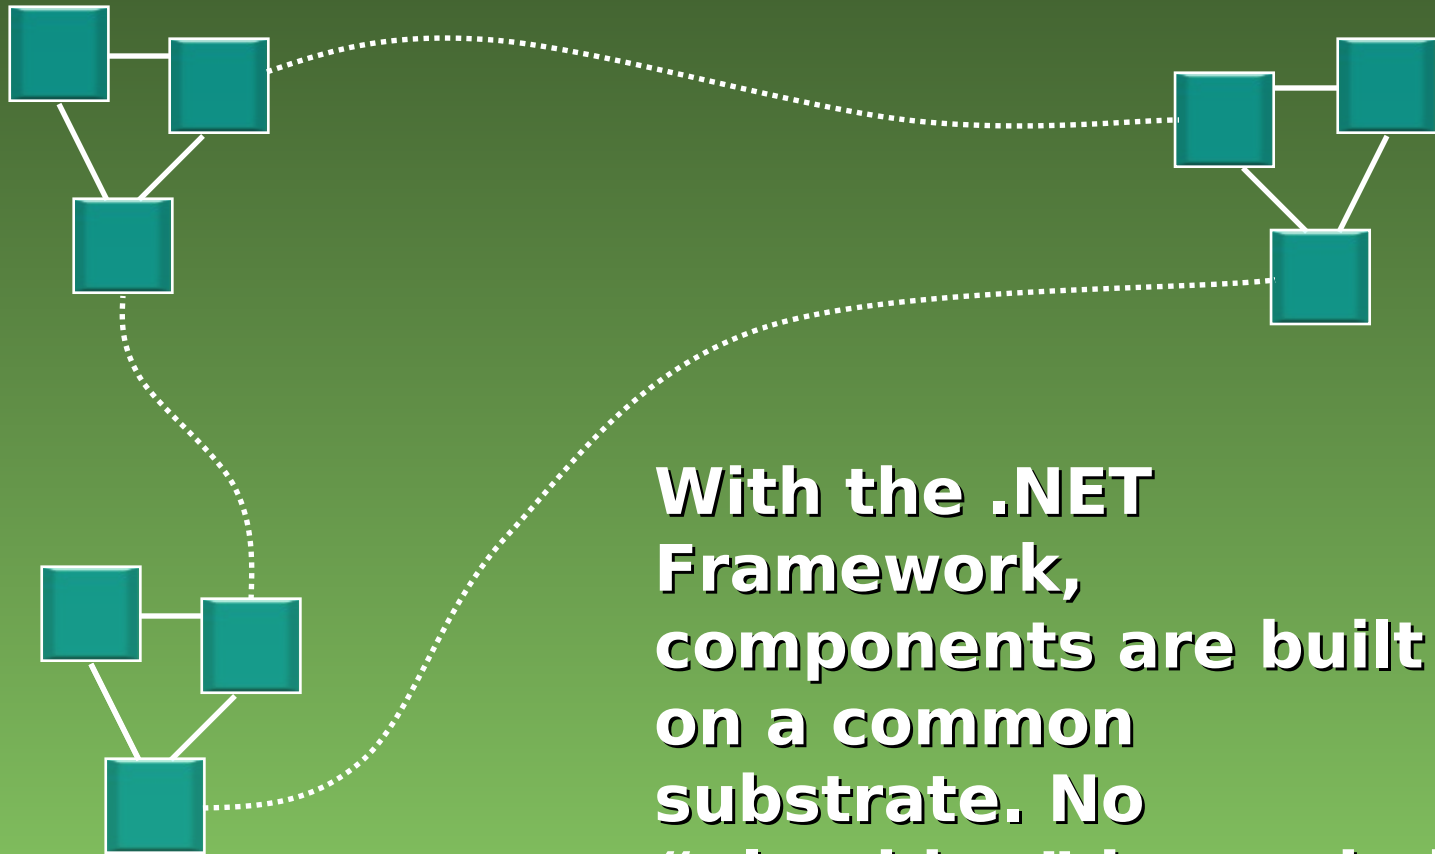 With the .NET
Framework,
components are built
on a common
substrate. No